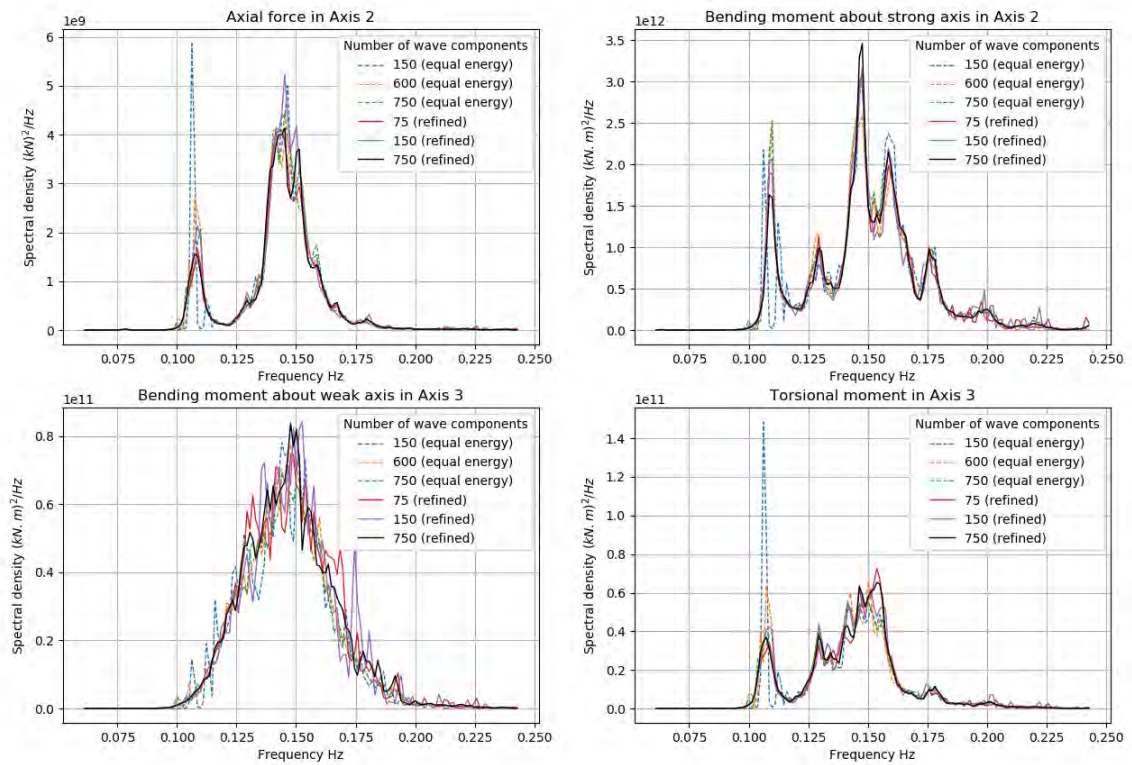 Axial force in Axis 2
1e9
Number of wave components
150 (equal energy)
600 (equal energy)
750 (equal energy)
75 (refined)
150 (refined)
750 (refined)
6
5
4
3
2
1
0
Spectral density (kN)²/Hz
0.075 0.100 0.125 0.150 0.175 0.200 0.225 0.250
Frequency Hz
Bending moment about strong axis in Axis 2
1e12
Number of wave components
150 (equal energy)
600 (equal energy)
750 (equal energy)
75 (refined)
150 (refined)
750 (refined)
3.5
3.0
2.5
2.0
1.5
1.0
0.5
0.0
Spectral density (kN. m)²/Hz
0.075 0.100 0.125 0.150 0.175 0.200 0.225 0.250
Frequency Hz
Bending moment about weak axis in Axis 3
1e11
Number of wave components
150 (equal energy)
600 (equal energy)
750 (equal energy)
75 (refined)
150 (refined)
750 (refined)
0.8
0.6
0.4
0.2
0.0
Spectral density (kN. m)²/Hz
0.075 0.100 0.125 0.150 0.175 0.200 0.225 0.250
Frequency Hz
Torsional moment in Axis 3
1e11
Number of wave components
150 (equal energy)
600 (equal energy)
750 (equal energy)
75 (refined)
150 (refined)
750 (refined)
1.4
1.2
1.0
0.8
0.6
0.4
0.2
0.0
Spectral density (kN. m)²/Hz
0.075 0.100 0.125 0.150 0.175 0.200 0.225 0.250
Frequency Hz